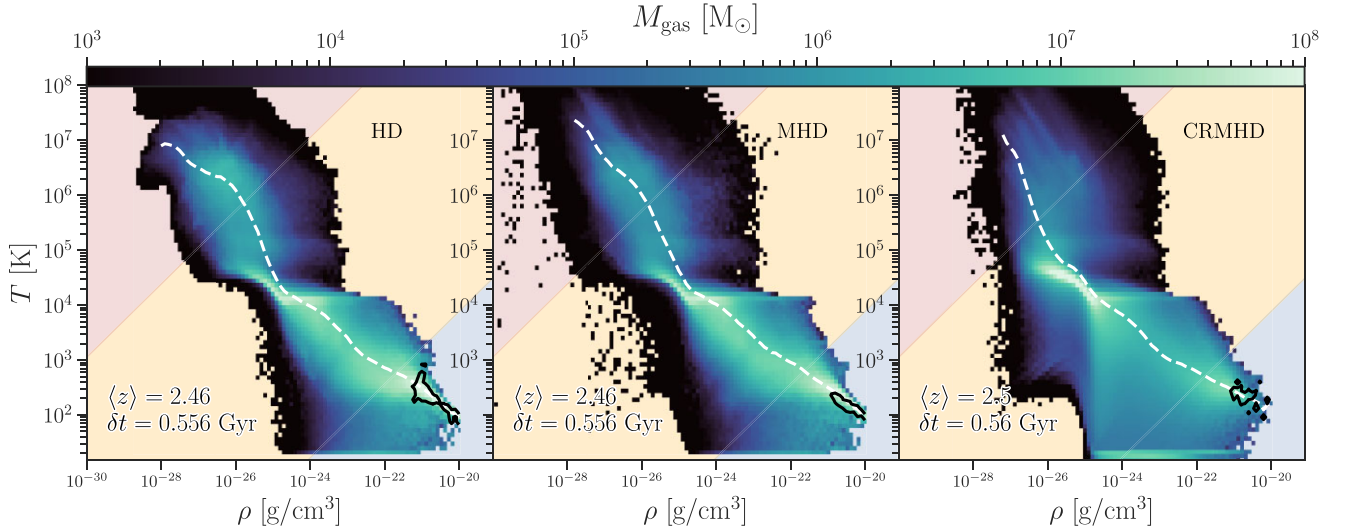 M_gas [M_⊙]
10^3 10^4 10^5 10^6 10^7 10^8
HD MHD CRMHD
T [K]
10^8
10^7 10^7 10^7
10^6 10^6 10^6
10^5 10^5 10^5
10^4 10^4 10^4
10^3 10^3 10^3
10^2 10^2 10^2
⟨z⟩ = 2.46 ⟨z⟩ = 2.46 ⟨z⟩ = 2.5
δt = 0.556 Gyr δt = 0.556 Gyr δt = 0.56 Gyr
10^−30 10^−28 10^−26 10^−24 10^−22 10^−20 10^−28 10^−26 10^−24 10^−22 10^−20 10^−28 10^−26 10^−24 10^−22 10^−20
ρ [g/cm^3] ρ [g/cm^3] ρ [g/cm^3]